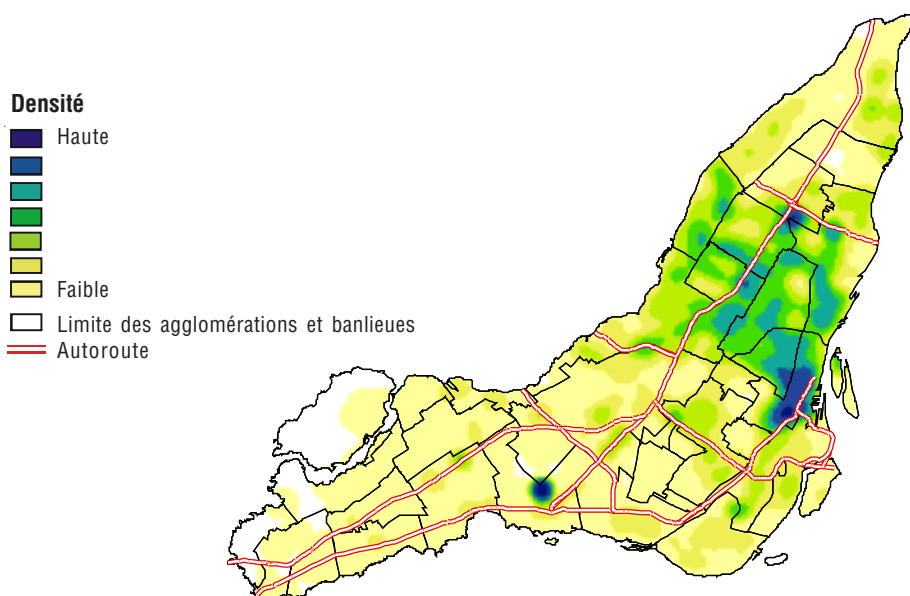 Densité
Haute
Faible
Limite des agglomérations et banlieues
Autoroute